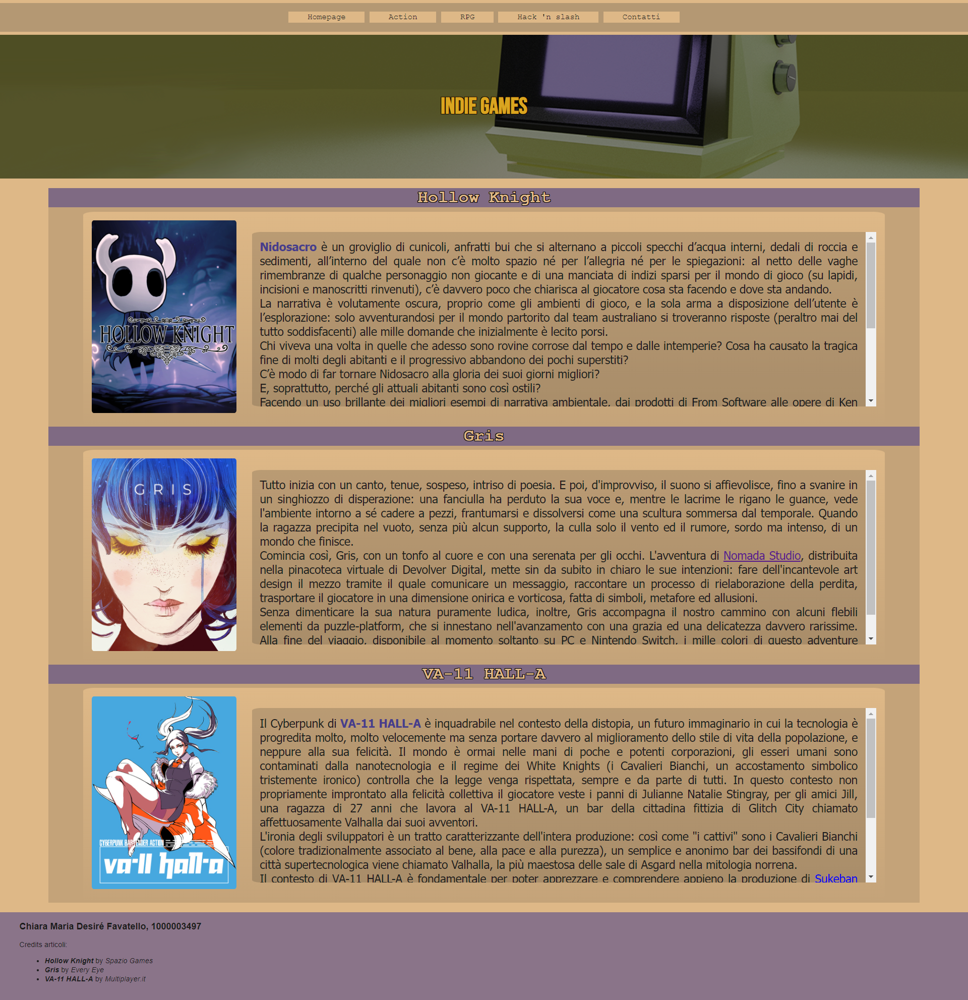 Homepage
Action
RPG
Hack 'n slash
Contatti
INDIE GAMES
Hollow Knight
HOLLOW KNIGHT
Nidosacro è un groviglio di cunicoli, anfratti bui che si alternano a piccoli specchi d’acqua interni, dedali di roccia e
sedimenti, all’interno del quale non c’è molto spazio né per l’allegria né per le spiegazioni: al netto delle vaghe
rimembranze di qualche personaggio non giocante e di una manciata di indizi sparsi per il mondo di gioco (su lapidi,
incisioni e manoscritti rinvenuti), c’è davvero poco che chiarisca al giocatore cosa sta facendo e dove sta andando.
La narrativa è volutamente oscura, proprio come gli ambienti di gioco, e la sola arma a disposizione dell’utente è
l’esplorazione: solo avventurandosi per il mondo partorito dal team australiano si troveranno risposte (peraltro mai del
tutto soddisfacenti) alle mille domande che inizialmente è lecito porsi.
Chi viveva una volta in quelle che adesso sono rovine corrose dal tempo e dalle intemperie? Cosa ha causato la tragica
fine di molti degli abitanti e il progressivo abbandono dei pochi superstiti?
C’è modo di far tornare Nidosacro alla gloria dei suoi giorni migliori?
E, soprattutto, perché gli attuali abitanti sono così ostili?
Facendo un uso brillante dei migliori esempi di narrativa ambientale, dai prodotti di From Software alle opere di Ken
Gris
GRIS
Tutto inizia con un canto, tenue, sospeso, intriso di poesia. E poi, d'improvviso, il suono si affievolisce, fino a svanire in
un singhiozzo di disperazione: una fanciulla ha perduto la sua voce e, mentre le lacrime le rigano le guance, vede
l'ambiente intorno a sé cadere a pezzi, frantumarsi e dissolversi come una scultura sommersa dal temporale. Quando
la ragazza precipita nel vuoto, senza più alcun supporto, la culla solo il vento ed il rumore, sordo ma intenso, di un
mondo che finisce.
Comincia così, Gris, con un tonfo al cuore e con una serenata per gli occhi. L'avventura di Nomada Studio, distribuita
nella pinacoteca virtuale di Devolver Digital, mette sin da subito in chiaro le sue intenzioni: fare dell'incantevole art
design il mezzo tramite il quale comunicare un messaggio, raccontare un processo di rielaborazione della perdita,
trasportare il giocatore in una dimensione onirica e vorticosa, fatta di simboli, metafore ed allusioni.
Senza dimenticare la sua natura puramente ludica, inoltre, Gris accompagna il nostro cammino con alcuni flebili
elementi da puzzle-platform, che si innestano nell'avanzamento con una grazia ed una delicatezza davvero rarissime.
Alla fine del viaggio, disponibile al momento soltanto su PC e Nintendo Switch, i mille colori di questo adventure
VA-11 HALL-A
CYBERPUNK BARTENDER ACTION
va-11 hall-a
Il Cyberpunk di VA-11 HALL-A è inquadrabile nel contesto della distopia, un futuro immaginario in cui la tecnologia è
progredita molto, molto velocemente ma senza portare davvero al miglioramento dello stile di vita della popolazione, e
neppure alla sua felicità. Il mondo è ormai nelle mani di poche e potenti corporazioni, gli esseri umani sono
contaminati dalla nanotecnologia e il regime dei White Knights (i Cavalieri Bianchi, un accostamento simbolico
tristemente ironico) controlla che la legge venga rispettata, sempre e da parte di tutti. In questo contesto non
propriamente improntato alla felicità collettiva il giocatore veste i panni di Julianne Natalie Stingray, per gli amici Jill,
una ragazza di 27 anni che lavora al VA-11 HALL-A, un bar della cittadina fittizia di Glitch City chiamato
affettuosamente Valhalla dai suoi avventori.
L'ironia degli sviluppatori è un tratto caratterizzante dell'intera produzione: così come "i cattivi" sono i Cavalieri Bianchi
(colore tradizionalmente associato al bene, alla pace e alla purezza), un semplice e anonimo bar dei bassifondi di una
città supertecnologica viene chiamato Valhalla, la più maestosa delle sale di Asgard nella mitologia norrena.
Il contesto di VA-11 HALL-A è fondamentale per poter apprezzare e comprendere appieno la produzione di Sukeban
Chiara Maria Desiré Favatello, 1000003497
Credits articoli:
Hollow Knight by Spazio Games
Gris by Every Eye
VA-11 HALL-A by Multiplayer.it